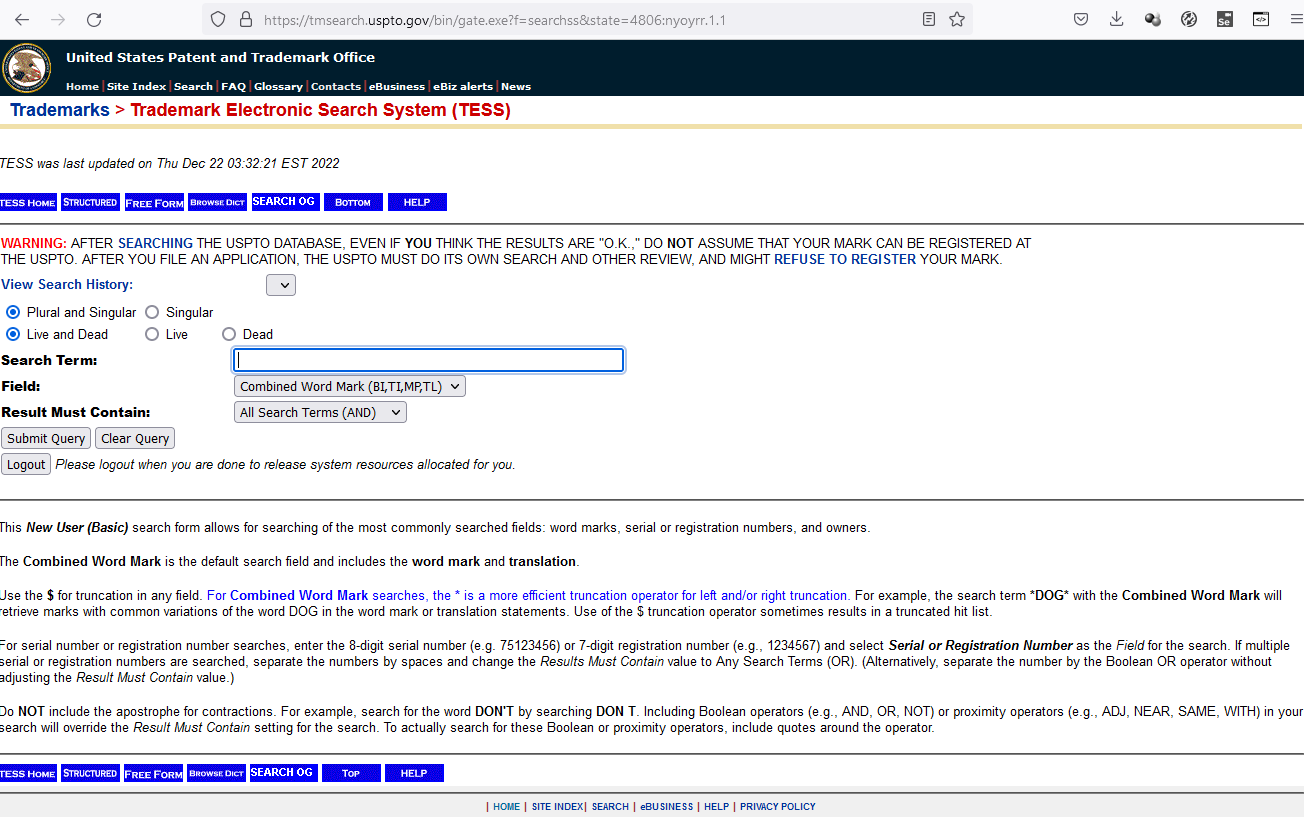 https://tmsearch.uspto.gov/bin/gate.exe?f=searchss&state=4806:nyoyrr.1.1
Se
United States Patent and Trademark Office
Home | Site Index | Search | FAQ | Glossary | Contacts | eBusiness | eBiz alerts | News
Trademarks > Trademark Electronic Search System (TESS)
TESS was last updated on Thu Dec 22 03:32:21 EST 2022
TESS HOME STRUCTURED FREE FORM BROWSE DICT SEARCH OG BOTTOM HELP
WARNING: AFTER SEARCHING THE USPTO DATABASE, EVEN IF YOU THINK THE RESULTS ARE "O.K.," DO NOT ASSUME THAT YOUR MARK CAN BE REGISTERED AT
THE USPTO. AFTER YOU FILE AN APPLICATION, THE USPTO MUST DO ITS OWN SEARCH AND OTHER REVIEW, AND MIGHT REFUSE TO REGISTER YOUR MARK.
View Search History:
Plural and Singular Singular
Live and Dead Live Dead
Search Term:
Field: Combined Word Mark (BI,TI,MP,TL)
Result Must Contain: All Search Terms (AND)
Submit Query Clear Query
Logout Please logout when you are done to release system resources allocated for you.
This New User (Basic) search form allows for searching of the most commonly searched fields: word marks, serial or registration numbers, and owners.
The Combined Word Mark is the default search field and includes the word mark and translation.
Use the $ for truncation in any field. For Combined Word Mark searches, the * is a more efficient truncation operator for left and/or right truncation. For example, the search term *DOG* with the Combined Word Mark will
retrieve marks with common variations of the word DOG in the word mark or translation statements. Use of the $ truncation operator sometimes results in a truncated hit list.
For serial number or registration number searches, enter the 8-digit serial number (e.g. 75123456) or 7-digit registration number (e.g., 1234567) and select Serial or Registration Number as the Field for the search. If multiple
serial or registration numbers are searched, separate the numbers by spaces and change the Results Must Contain value to Any Search Terms (OR). (Alternatively, separate the number by the Boolean OR operator without
adjusting the Result Must Contain value.)
Do NOT include the apostrophe for contractions. For example, search for the word DON'T by searching DON T. Including Boolean operators (e.g., AND, OR, NOT) or proximity operators (e.g., ADJ, NEAR, SAME, WITH) in your
search will override the Result Must Contain setting for the search. To actually search for these Boolean or proximity operators, include quotes around the operator.
TESS HOME STRUCTURED FREE FORM BROWSE DICT SEARCH OG TOP HELP
| HOME | SITE INDEX | SEARCH | eBUSINESS | HELP | PRIVACY POLICY